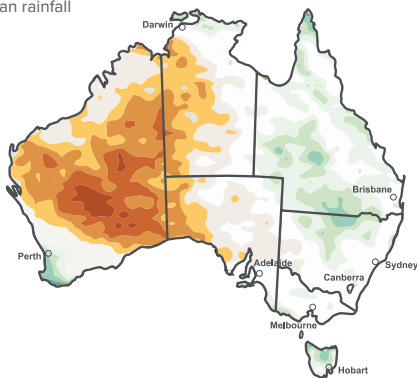 an rainfall
Darwin
Brisbane
Perth
Adelaide
Sydney
Canberra
Melbourne
Hobart